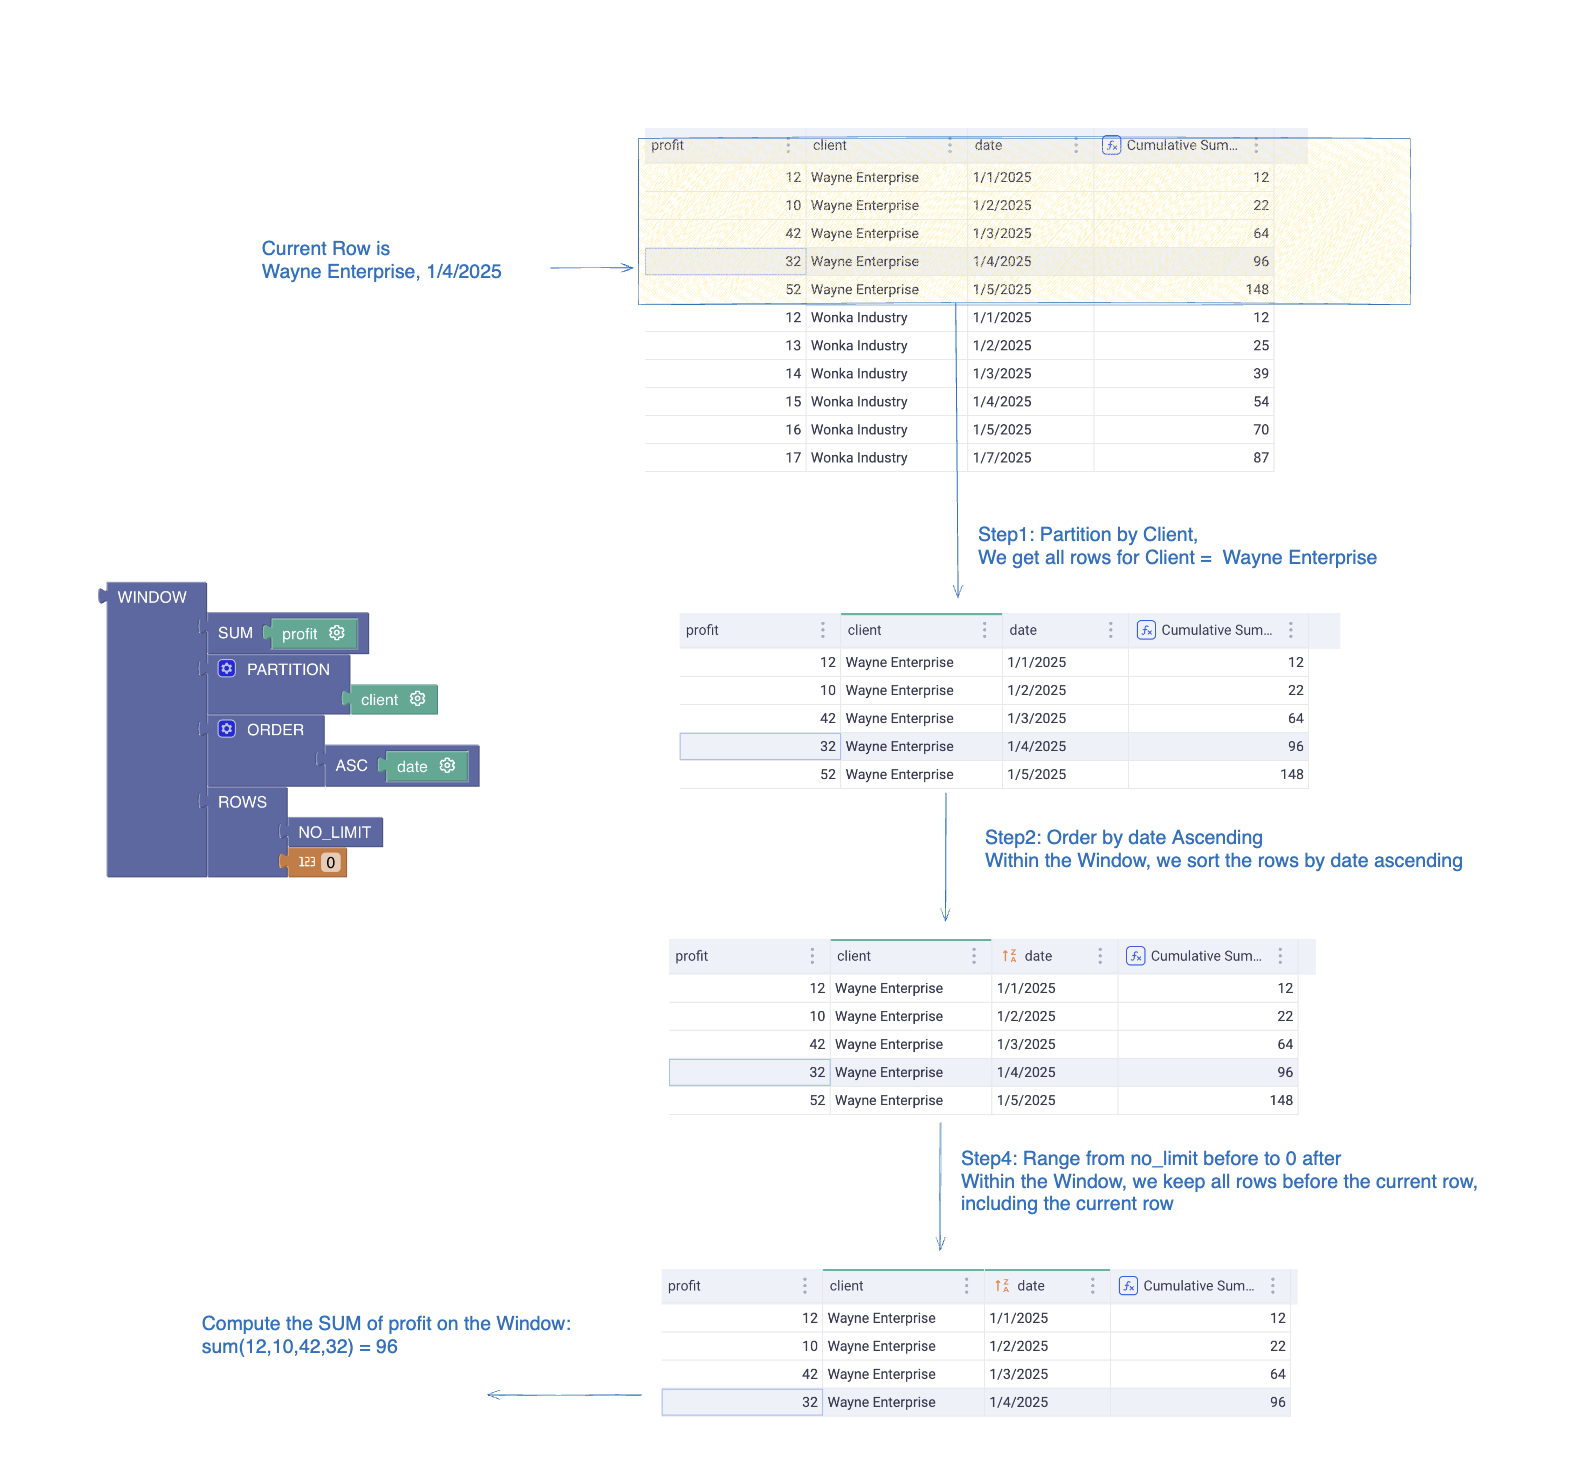 profit client date fx Cumulative Sum...
12 Wayne Enterprise 1/1/2025 12
10 Wayne Enterprise 1/2/2025 22
42 Wayne Enterprise 1/3/2025 64
32 Wayne Enterprise 1/4/2025 96
52 Wayne Enterprise 1/5/2025 148
12 Wonka Industry 1/1/2025 12
13 Wonka Industry 1/2/2025 25
14 Wonka Industry 1/3/2025 39
15 Wonka Industry 1/4/2025 54
16 Wonka Industry 1/5/2025 70
17 Wonka Industry 1/7/2025 87
Current Row is
Wayne Enterprise, 1/4/2025
Step1: Partition by Client,
We get all rows for Client = Wayne Enterprise
WINDOW
SUM profit
PARTITION
client
ORDER
ASC date
ROWS
NO_LIMIT
123 0
profit client date fx Cumulative Sum...
12 Wayne Enterprise 1/1/2025 12
10 Wayne Enterprise 1/2/2025 22
42 Wayne Enterprise 1/3/2025 64
32 Wayne Enterprise 1/4/2025 96
52 Wayne Enterprise 1/5/2025 148
Step2: Order by date Ascending
Within the Window, we sort the rows by date ascending
profit client ZA date fx Cumulative Sum...
12 Wayne Enterprise 1/1/2025 12
10 Wayne Enterprise 1/2/2025 22
42 Wayne Enterprise 1/3/2025 64
32 Wayne Enterprise 1/4/2025 96
52 Wayne Enterprise 1/5/2025 148
Step4: Range from no_limit before to 0 after
Within the Window, we keep all rows before the current row,
including the current row
profit client ZA date fx Cumulative Sum...
12 Wayne Enterprise 1/1/2025 12
10 Wayne Enterprise 1/2/2025 22
42 Wayne Enterprise 1/3/2025 64
32 Wayne Enterprise 1/4/2025 96
Compute the SUM of profit on the Window:
sum(12,10,42,32) = 96